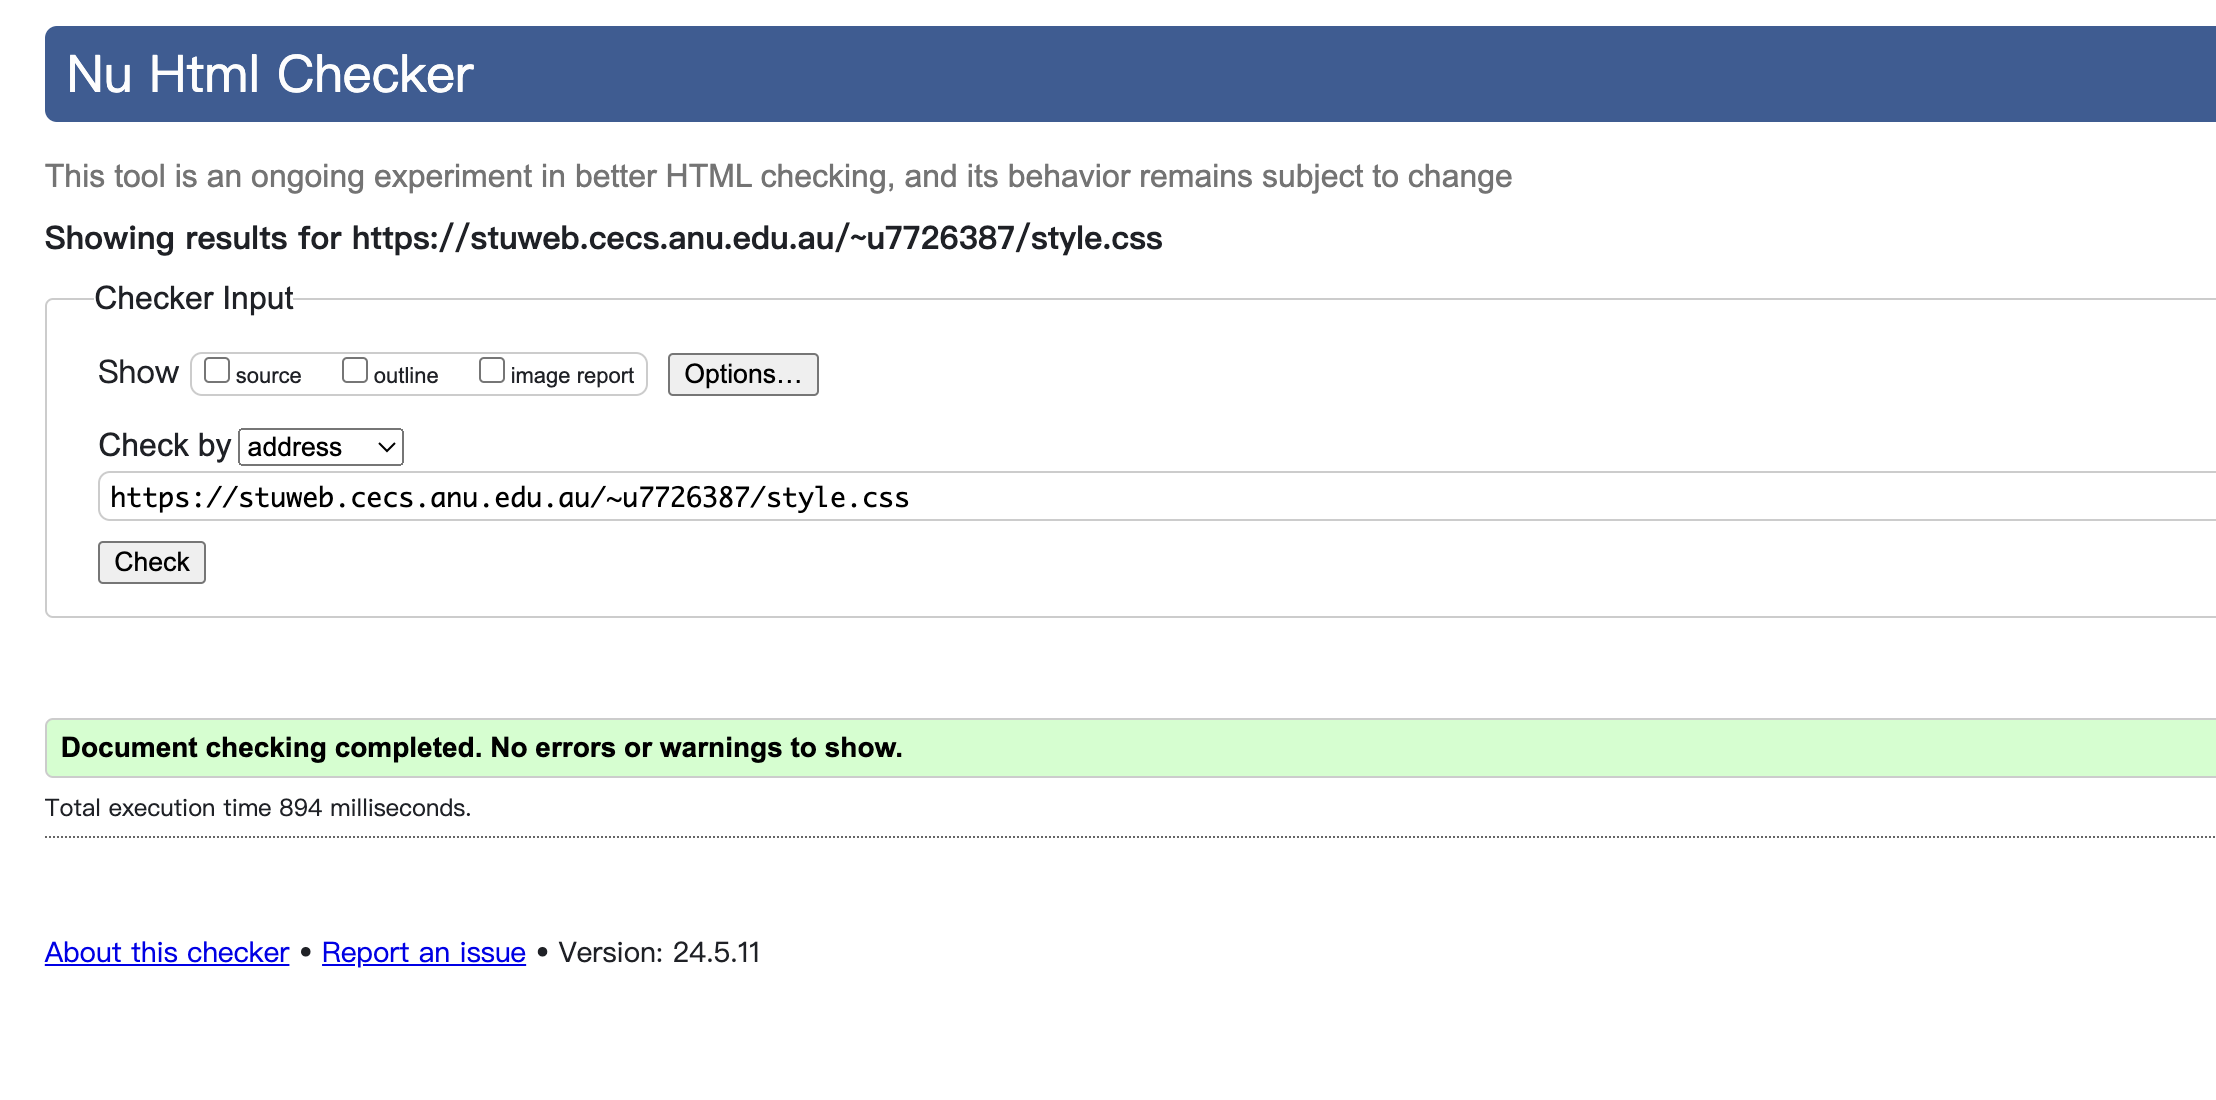 Nu Html Checker
This tool is an ongoing experiment in better HTML checking, and its behavior remains subject to change
Showing results for https://stuweb.cecs.anu.edu.au/~u7726387/style.css
Checker Input
Show source outline image report Options...
Check by address
https://stuweb.cecs.anu.edu.au/~u7726387/style.css
Check
Document checking completed. No errors or warnings to show.
Total execution time 894 milliseconds.
About this checker • Report an issue • Version: 24.5.11